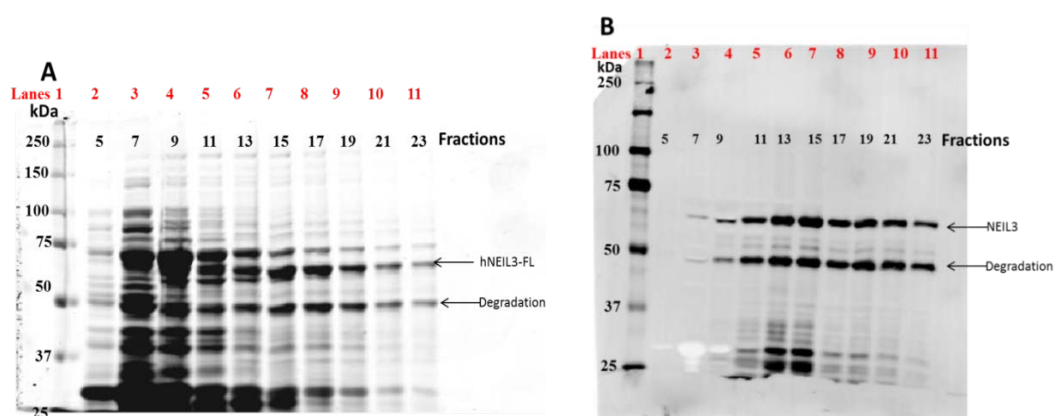 A
Lanes 1 2 3 4 5 6 7 8 9 10 11
kDa
5 7 9 11 13 15 17 19 21 23 Fractions
250
150
100
75
50
37
25
hNEIL3-FL
Degradation
B
Lanes 1 2 3 4 5 6 7 8 9 10 11
kDa
250
5 7 9 11 13 15 17 19 21 23 Fractions
100
75
50
37
25
NEIL3
Degradation